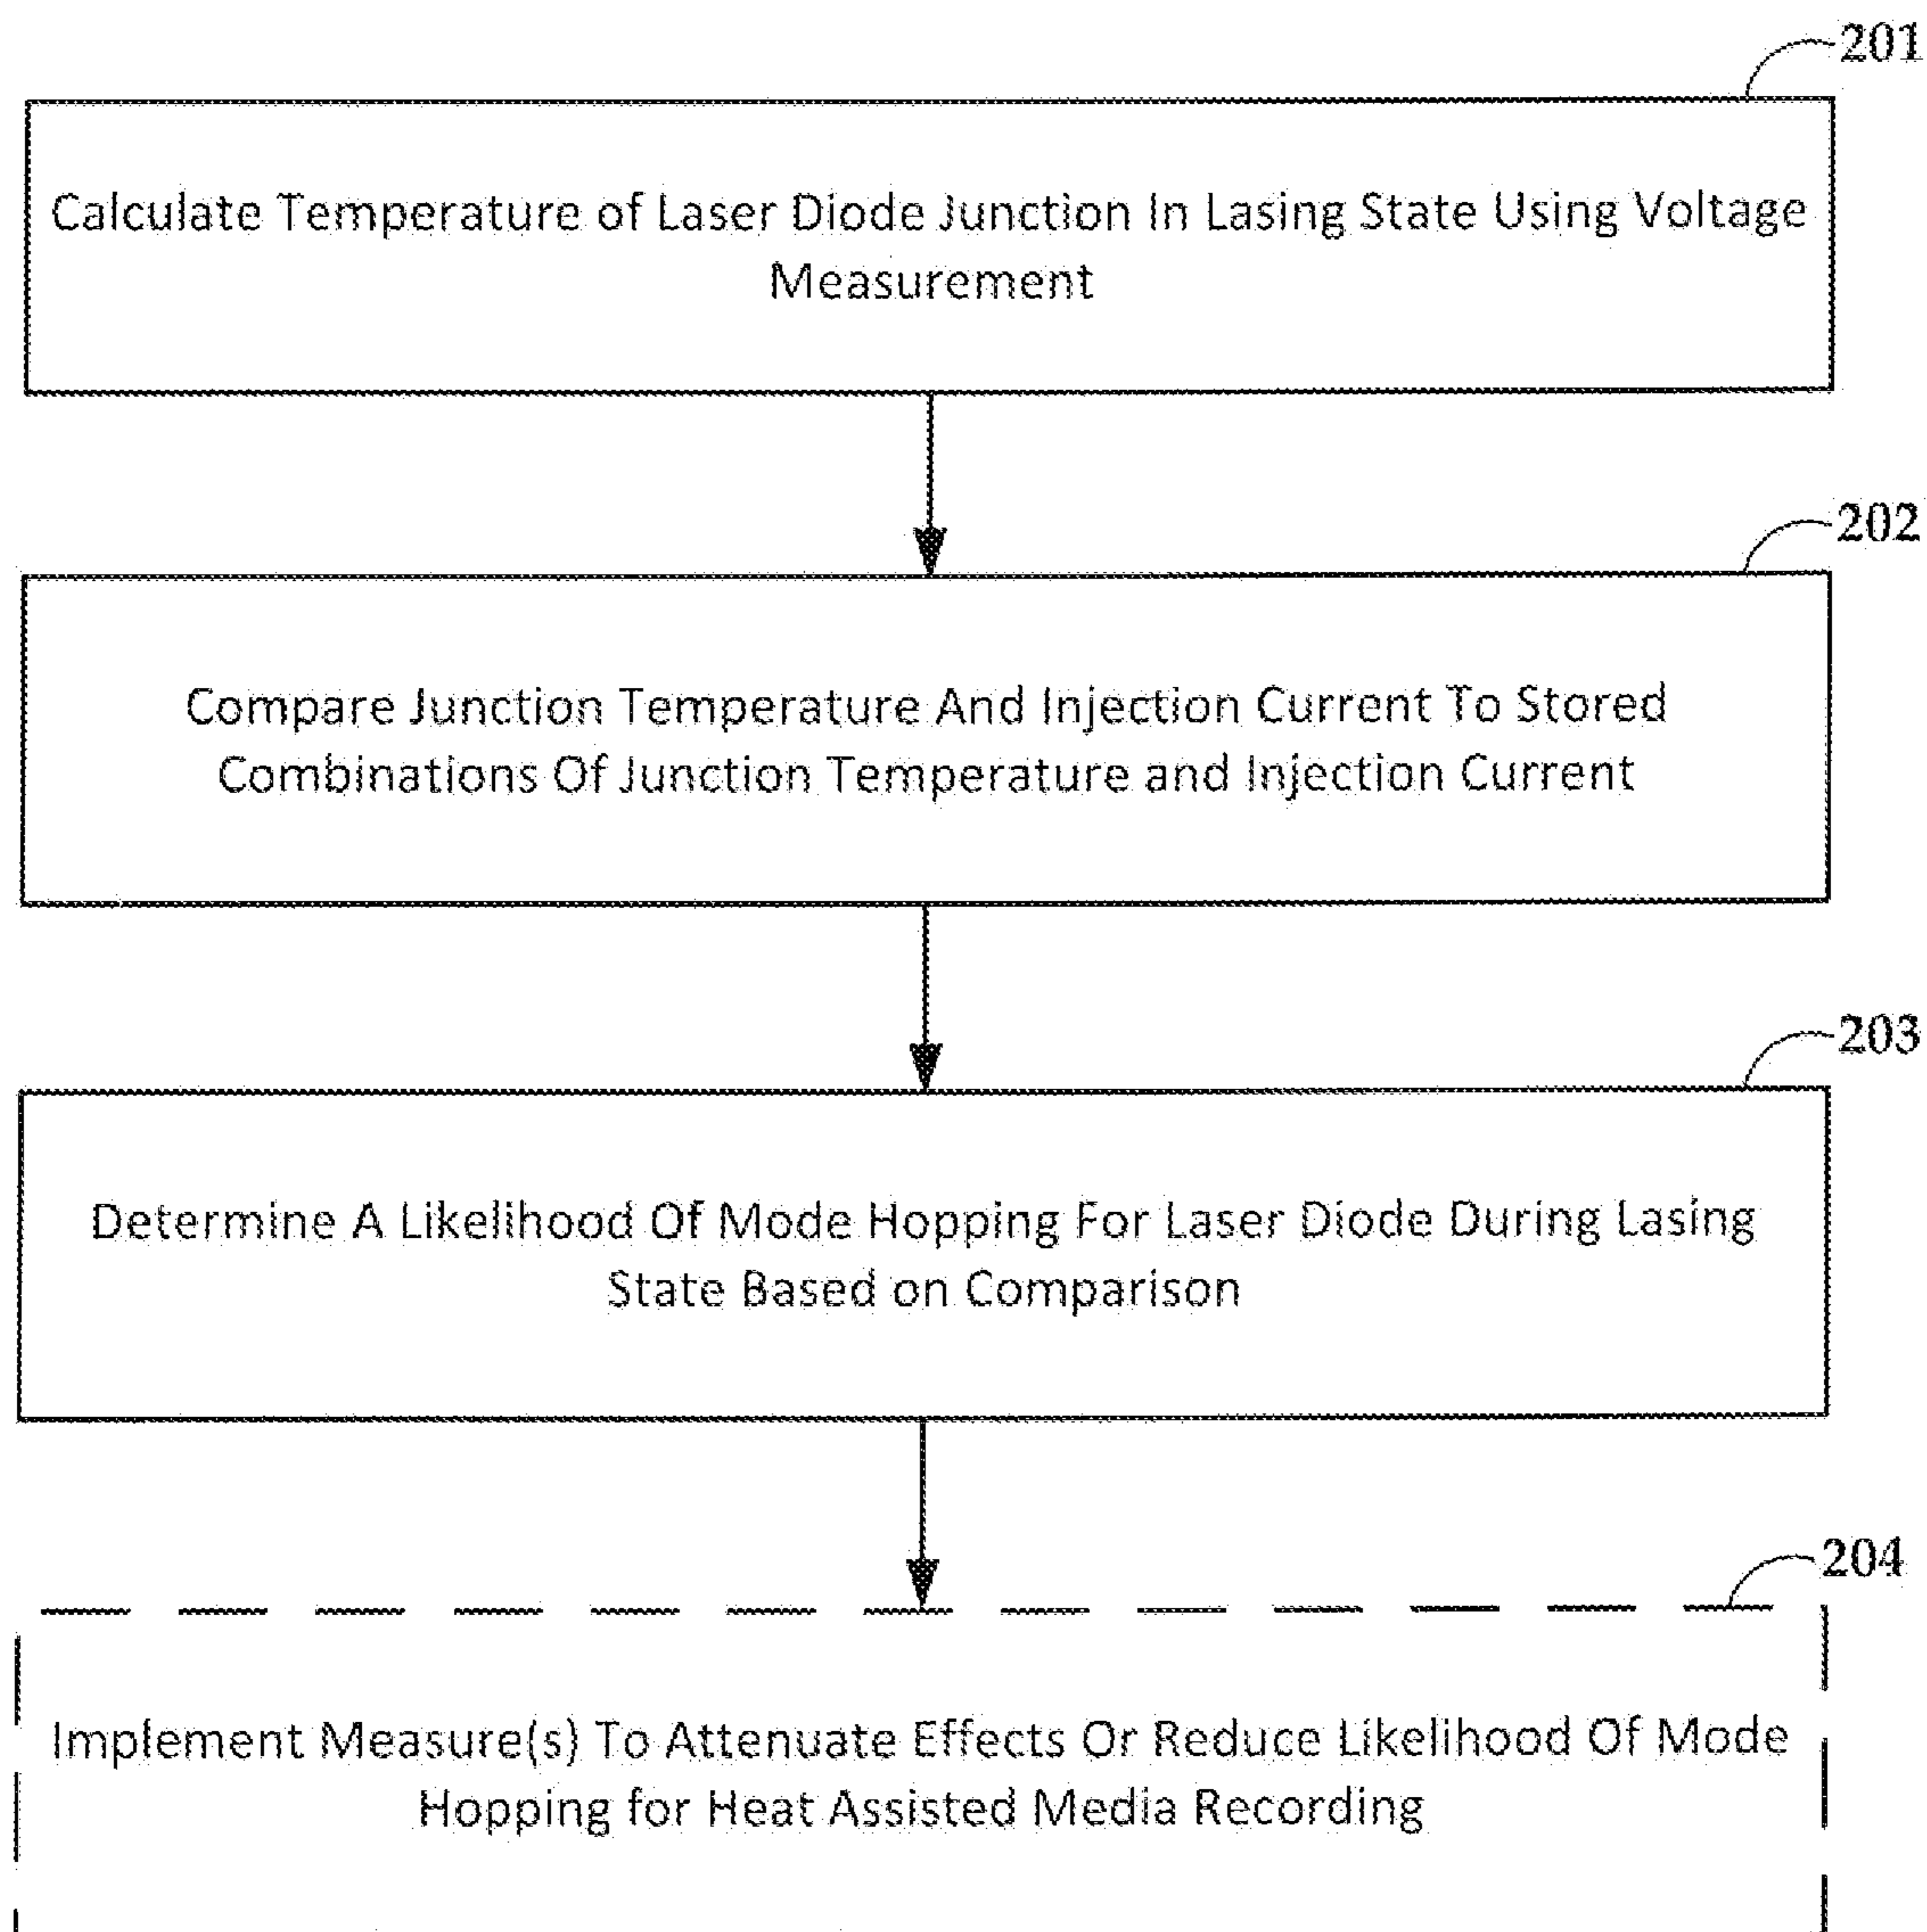 201
Calculate Temperature of Laser Diode Junction In Lasing State Using Voltage
Measurement
202
Compare Junction Temperature And Injection Current To Stored
Combinations Of Junction Temperature and Injection Current
203
Determine A Likelihood Of Mode Hopping For Laser Diode During Lasing
State Based on Comparison
204
Implement Measure(s) To Attenuate Effects Or Reduce Likelihood Of Mode
Hopping for Heat Assisted Media Recording